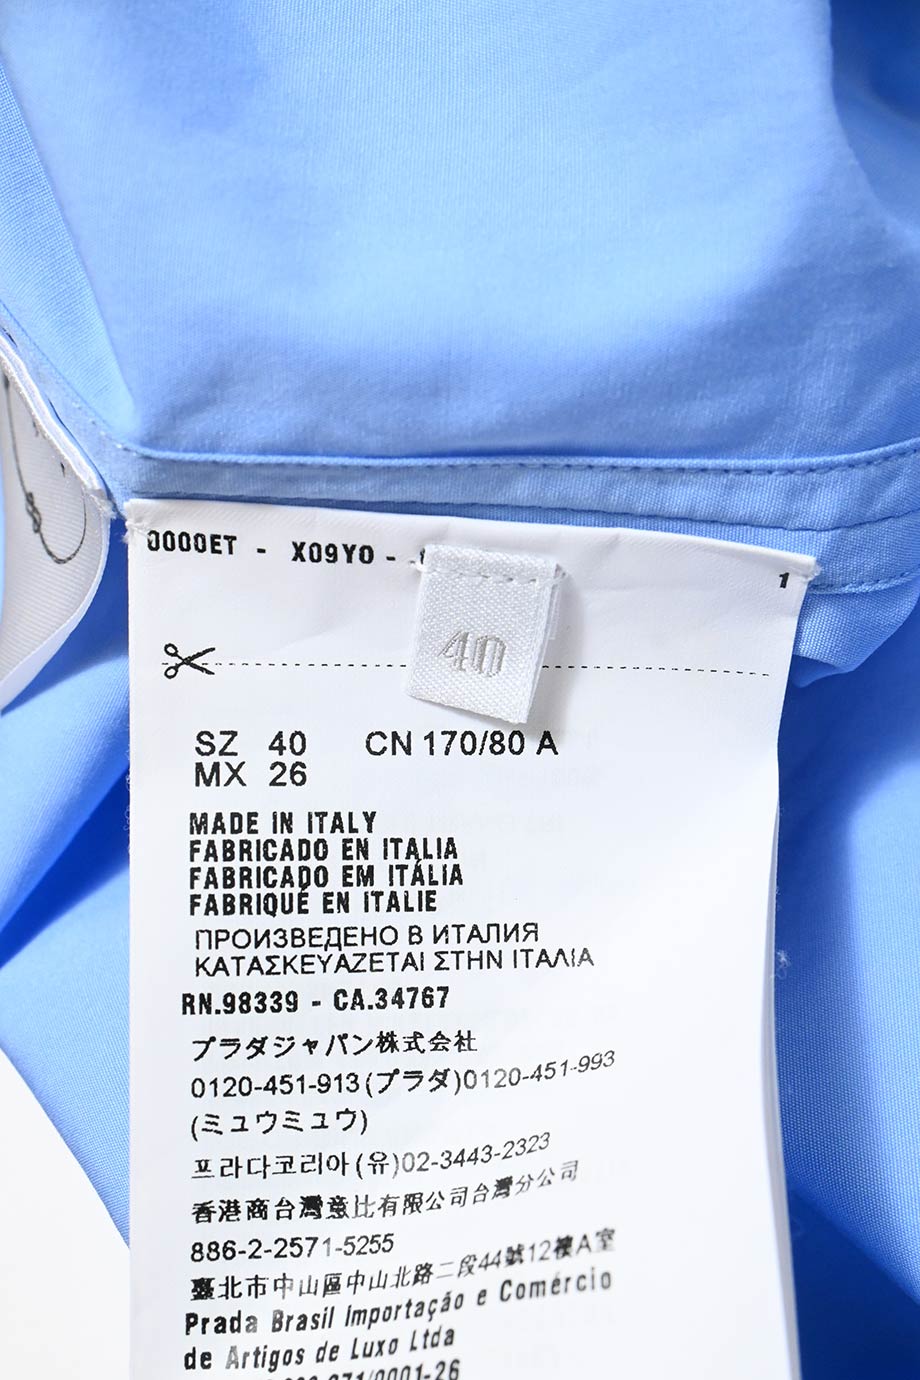 0000ET - X09Y0 -
1
40
SZ 40 CN 170/80 A
MX 26
MADE IN ITALY
FABRICADO EN ITALIA
FABRICADO EM ITÁLIA
FABRIQUÉ EN ITALIE
ПРОИЗВЕДЕНО В ИТАЛИЯ
ΚΑΤΑΣΚΕΥΑΖΕΤΑΙ ΣΤΗΝ ΙΤΑΛΙΑ
RN.98339 - CA.34767
プラダジャパン株式会社
0120-451-913(プラダ)0120-451-993
(ミュウミュウ)
프라다코리아(유)02-3443-2323
香港商台灣意比有限公司台灣分公司
886-2-2571-5255
臺北市中山區中山北路二段44號12樓A室
Prada Brasil Importação e Comércio
de Artigos de Luxo Ltda
/0001-26